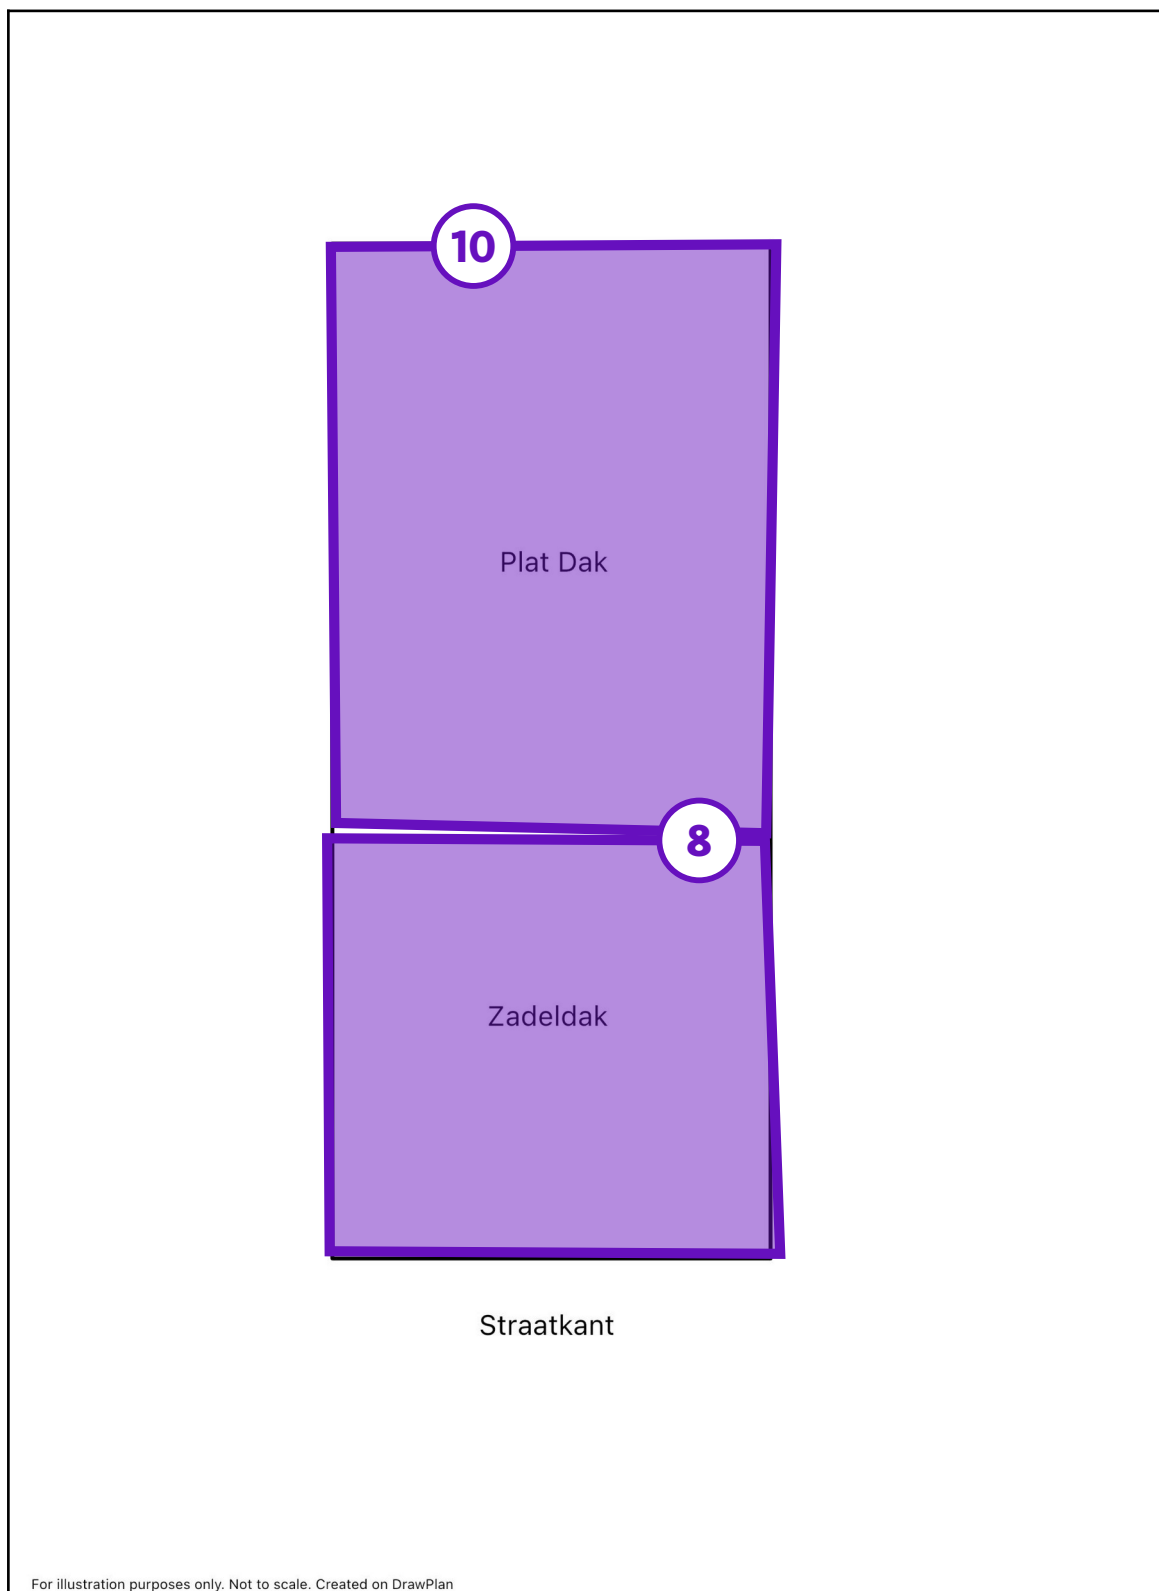 10
Plat Dak
8
Zadeldak
Straatkant
For illustration purposes only. Not to scale. Created on DrawPlan